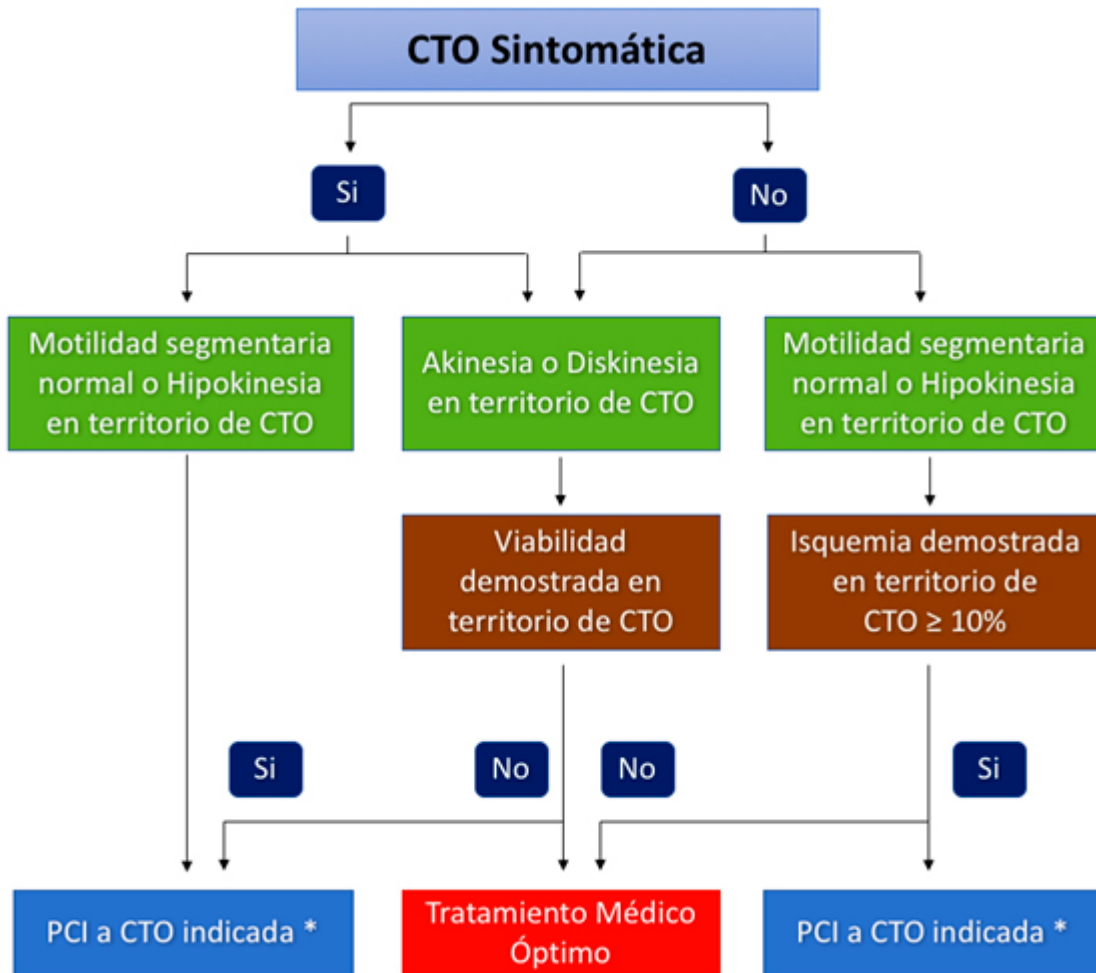 CTO Sintomática
Si
No
Motilidad segmentaria
normal o Hipokinesia
en territorio de CTO
Akinesia o Diskinesia
en territorio de CTO
Motilidad segmentaria
normal o Hipokinesia
en territorio de CTO
Viabilidad
demostrada en
territorio de CTO
Isquemia demostrada
en territorio de
CTO ≥ 10%
Si
No
No
Si
PCI a CTO indicada *
Tratamiento Médico
Óptimo
PCI a CTO indicada *